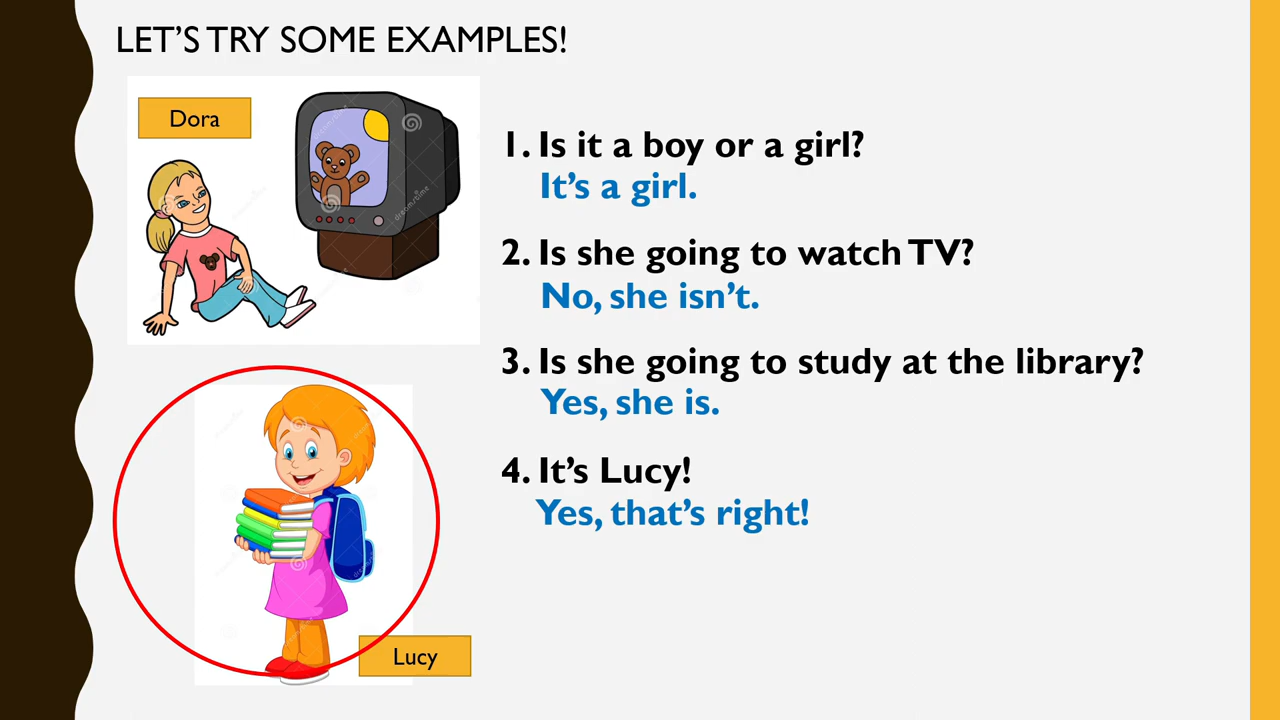 LET'S TRY SOME EXAMPLES!
Dora
1. Is it a boy or a girl?
It's a girl.
2. Is she going to watch TV?
No, she isn't.
3. Is she going to study at the library?
Yes, she is.
4. It's Lucy!
Yes, that's right!
Lucy